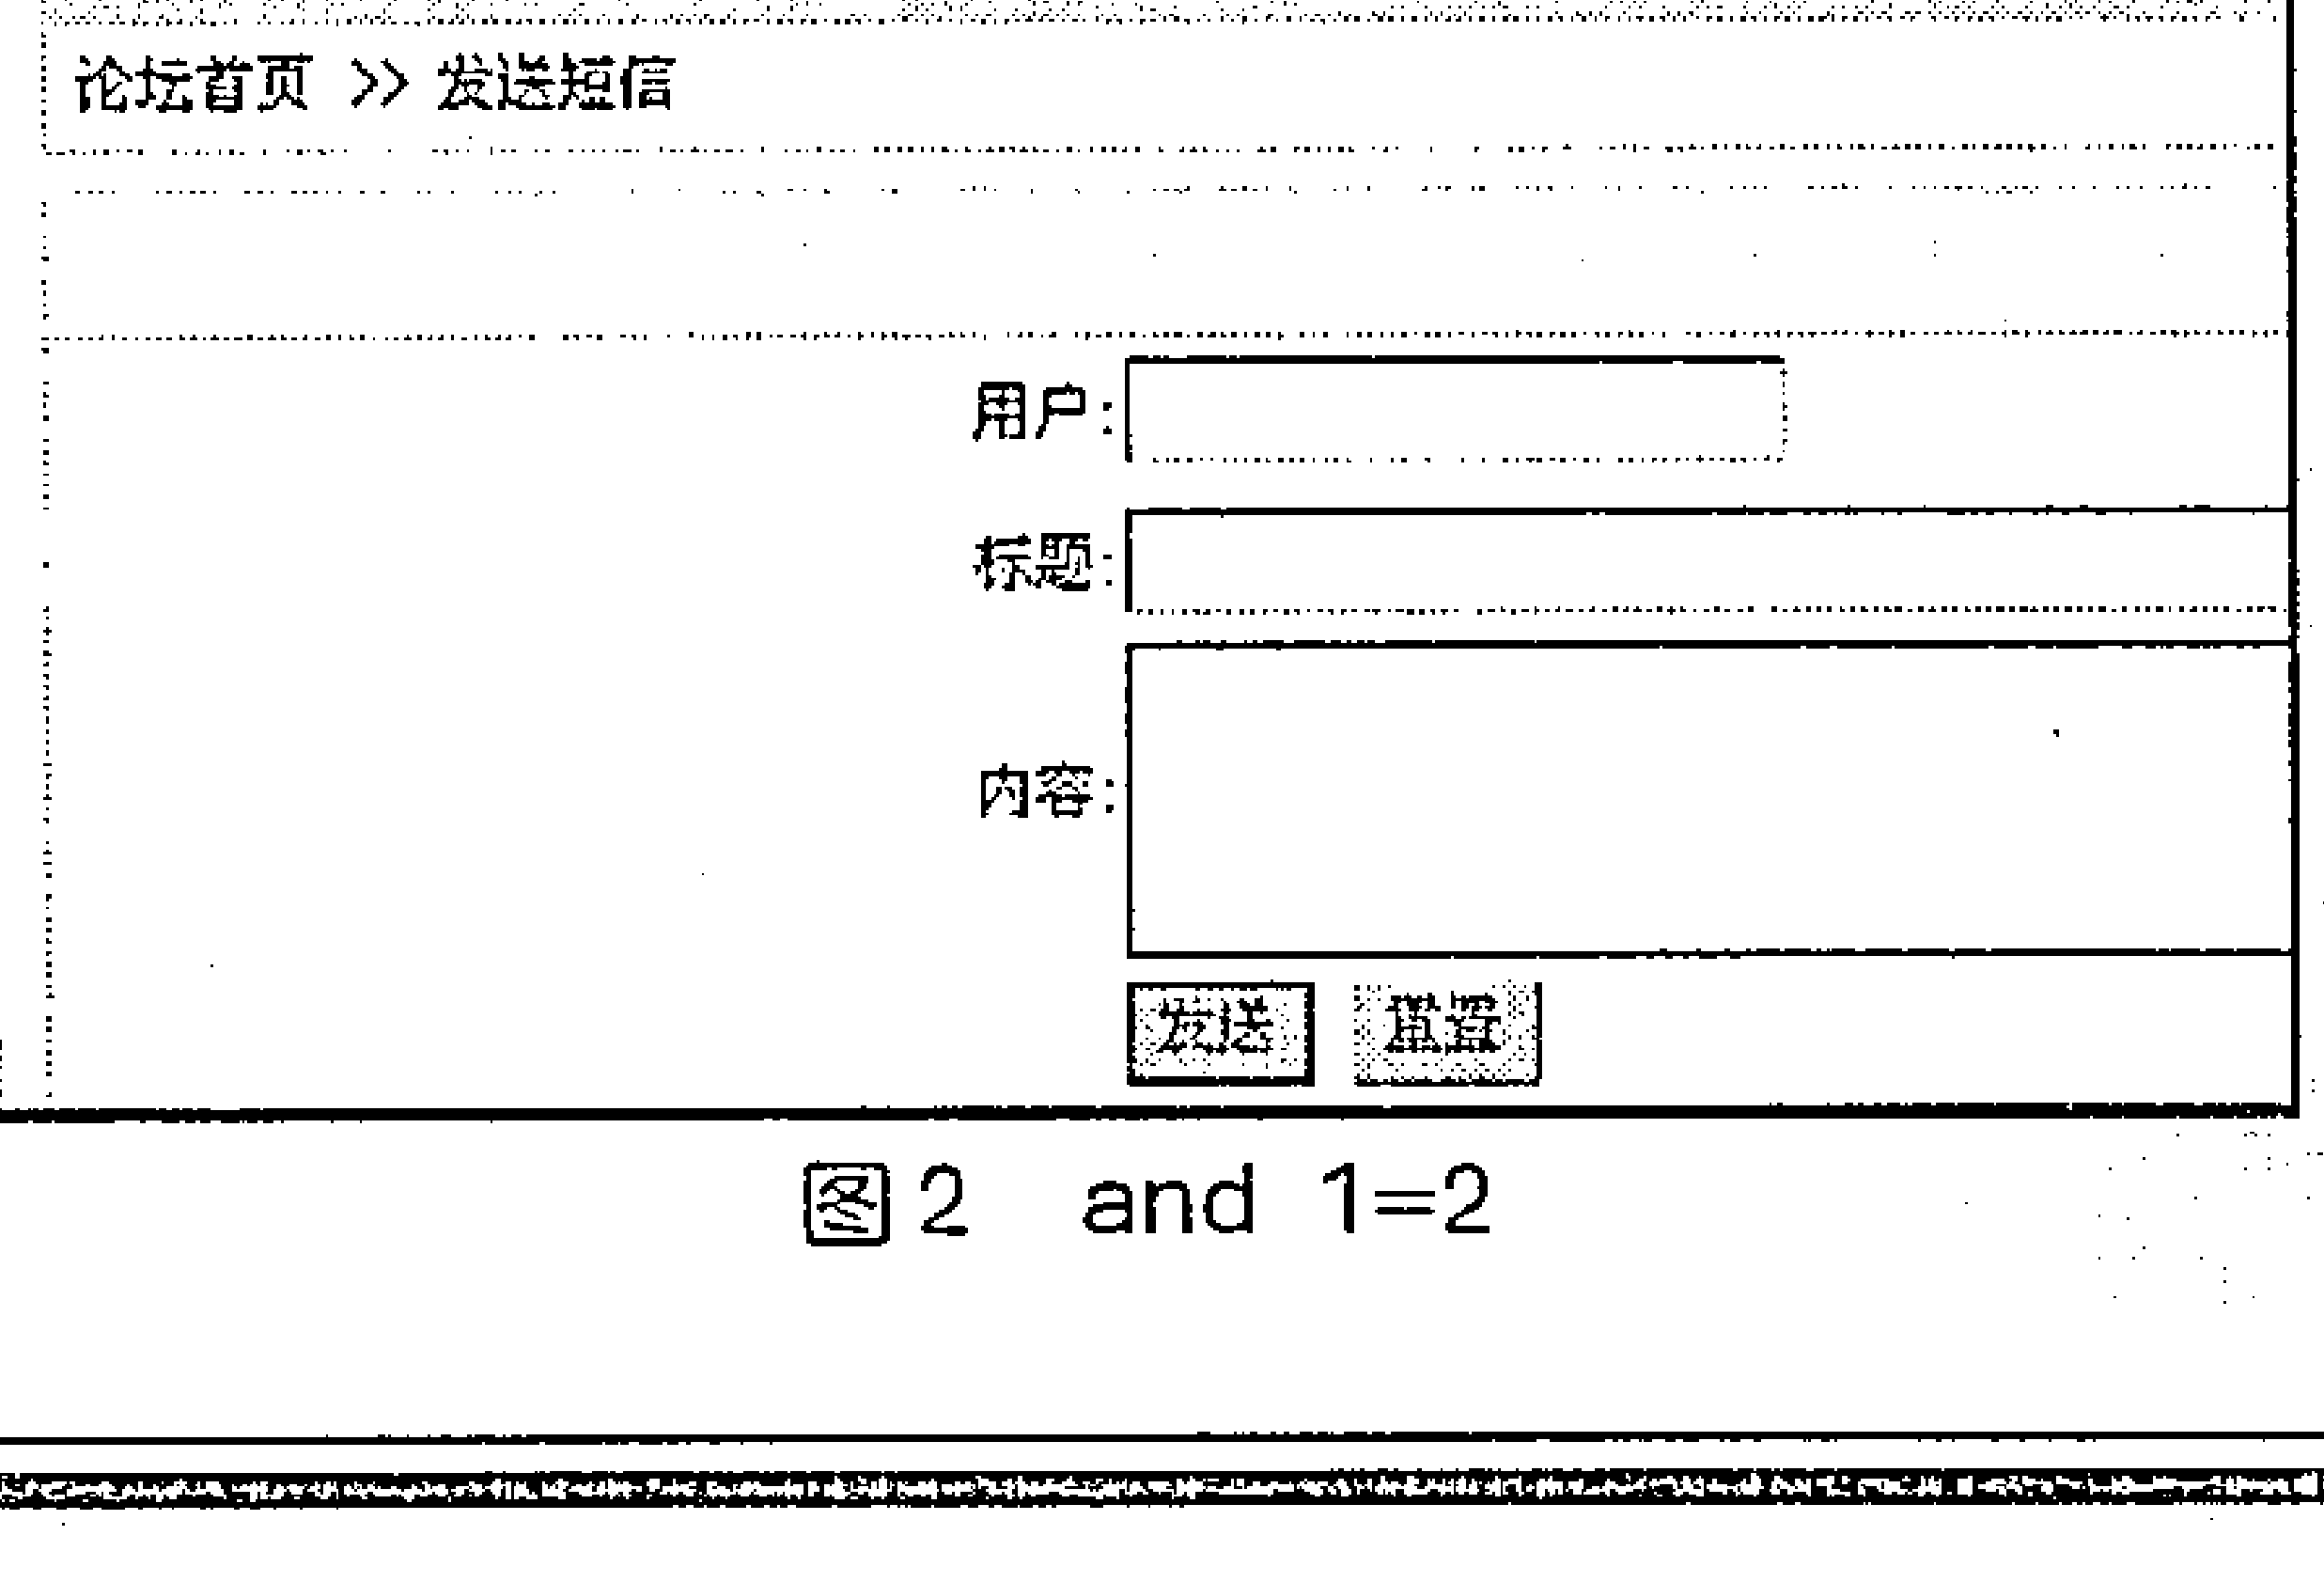 论坛首页 >> 发送短信
用户:
标题:
内容:
发送 重置
图2 and 1=2